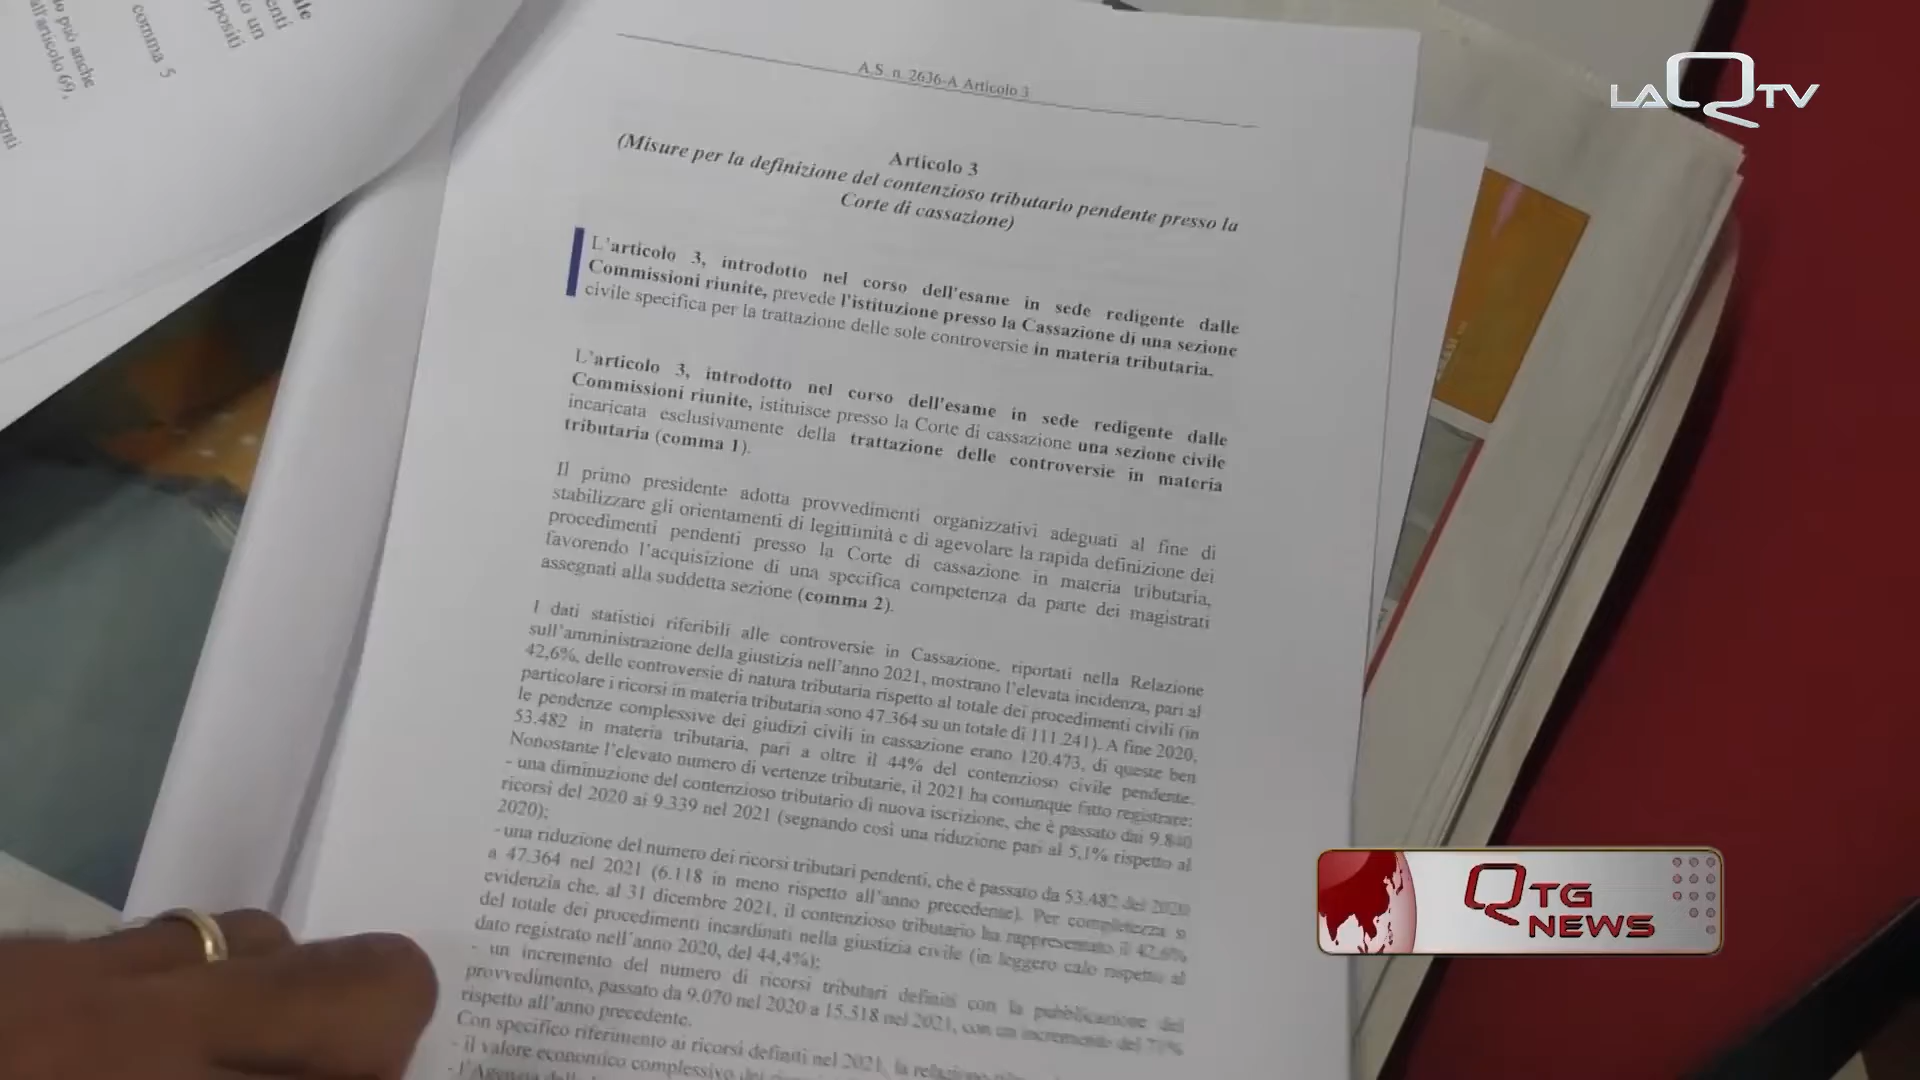 comma 5
all'articolo 69,
LAQTV
A.S. n. 2636-A Articolo 3
Articolo 3
(Misure per la definizione del contenzioso tributario pendente presso la
Corte di cassazione)
L'articolo 3, introdotto nel corso dell'esame in sede redigente dalle
Commissioni riunite, prevede l'istituzione presso la Cassazione di una sezione
civile specifica per la trattazione delle sole controversie in materia tributaria.
L'articolo 3, introdotto nel corso dell'esame in sede redigente dalle
Commissioni riunite, istituisce presso la Corte di cassazione una sezione civile
incaricata esclusivamente della trattazione delle controversie in materia
tributaria (comma 1).
Il primo presidente adotta provvedimenti organizzativi adeguati al fine di
stabilizzare gli orientamenti di legittimità e di agevolare la rapida definizione dei
procedimenti pendenti presso la Corte di cassazione in materia tributaria,
favorendo l'acquisizione di una specifica competenza da parte dei magistrati
assegnati alla suddetta sezione (comma 2).
I dati statistici riferibili alle controversie in Cassazione, riportati nella Relazione
sull'amministrazione della giustizia nell'anno 2021, mostrano l'elevata incidenza, pari al
42,6%, delle controversie di natura tributaria rispetto al totale dei procedimenti civili (in
particolare i ricorsi in materia tributaria sono 47.364 su un totale di 111.241). A fine 2020,
le pendenze complessive dei giudizi civili in cassazione erano 120.473, di queste ben
53.482 in materia tributaria, pari a oltre il 44% del contenzioso civile pendente.
Nonostante l'elevato numero di vertenze tributarie, il 2021 ha comunque fatto registrare:
- una diminuzione del contenzioso tributario di nuova iscrizione, che è passato dai 9.840
ricorsi del 2020 ai 9.339 nel 2021 (segnando così una riduzione pari al 5,1% rispetto al
2020);
- una riduzione del numero dei ricorsi tributari pendenti, che è passato da 53.482 del 2020
a 47.364 nel 2021 (6.118 in meno rispetto all'anno precedente). Per completezza si
evidenzia che, al 31 dicembre 2021, il contenzioso tributario ha rappresentato il 42,6%
del totale dei procedimenti incardinati nella giustizia civile (in leggero calo rispetto al
dato registrato nell'anno 2020, del 44,4%);
- un incremento del numero di ricorsi tributari definiti con la pubblicazione del
provvedimento, passato da 9.070 nel 2020 a 15.318 nel 2021, con un incremento del 71%
rispetto all'anno precedente.
Con specifico riferimento ai ricorsi definiti nel 2021, la relazione
- il valore economico complessivo dei
- l'Agenzia
QTG
NEWS